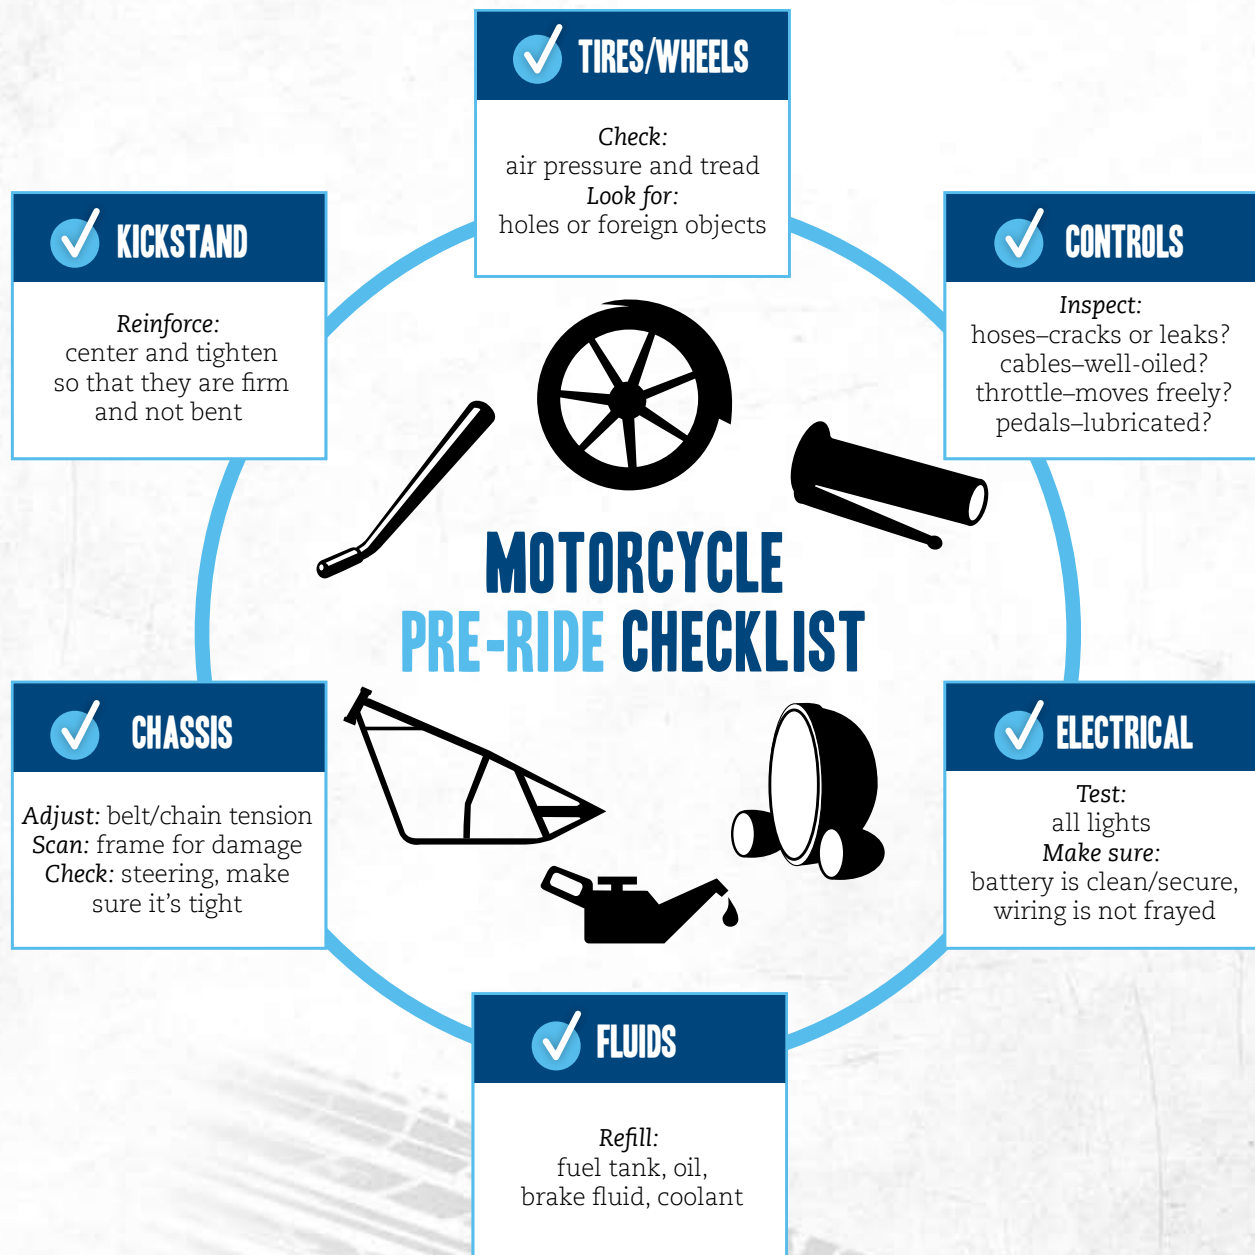 TIRES/WHEELS
Check:
air pressure and tread
Look for:
holes or foreign objects
KICKSTAND
Reinforce:
center and tighten
so that they are firm
and not bent
CONTROLS
Inspect:
hoses–cracks or leaks?
cables–well-oiled?
throttle–moves freely?
pedals–lubricated?
MOTORCYCLE
PRE-RIDE CHECKLIST
CHASSIS
Adjust: belt/chain tension
Scan: frame for damage
Check: steering, make
sure it’s tight
ELECTRICAL
Test:
all lights
Make sure:
battery is clean/secure,
wiring is not frayed
FLUIDS
Refill:
fuel tank, oil,
brake fluid, coolant